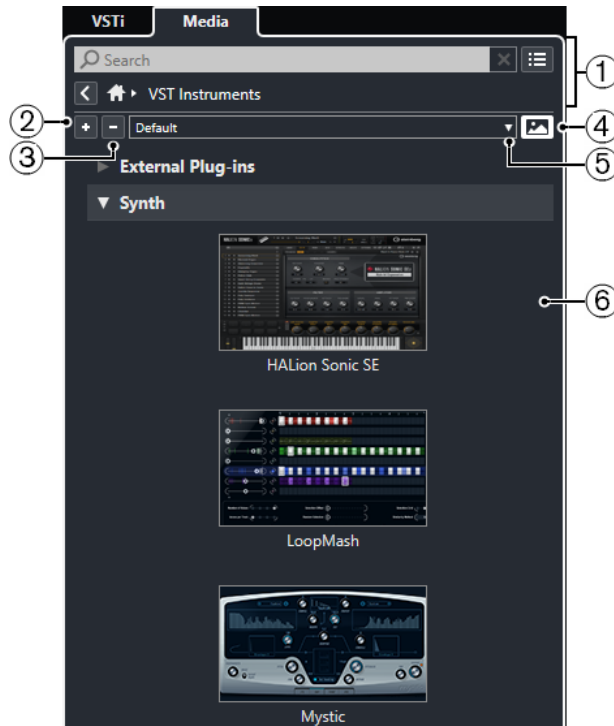 VSTi Media
Search
VST Instruments
Default
External Plug-ins
Synth
HALion Sonic SE
LoopMash
Mystic
1
2
3
4
5
6